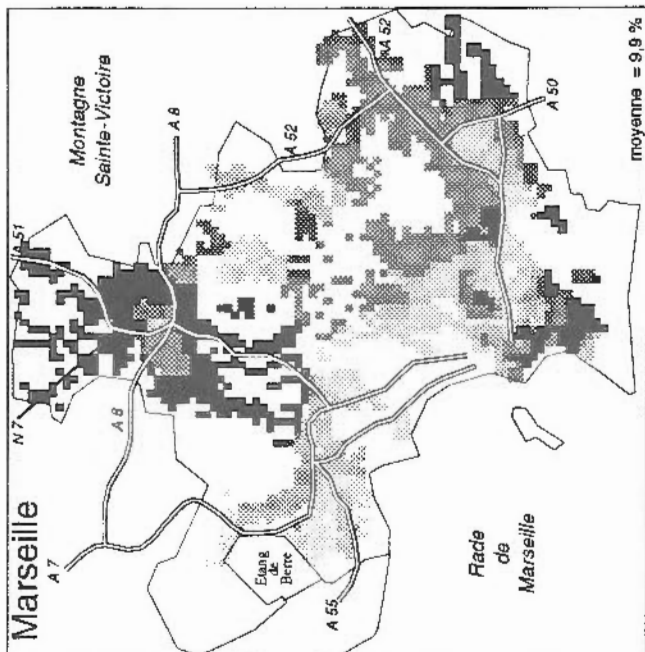 Marseille
Montagne
Sainte-Victoire
A 51
N 7
A 8
A 8
A 7
A 52
A 52
A 50
A 55
Etang
de
Berre
Rade
de
Marseille
moyenne = 9,9 %